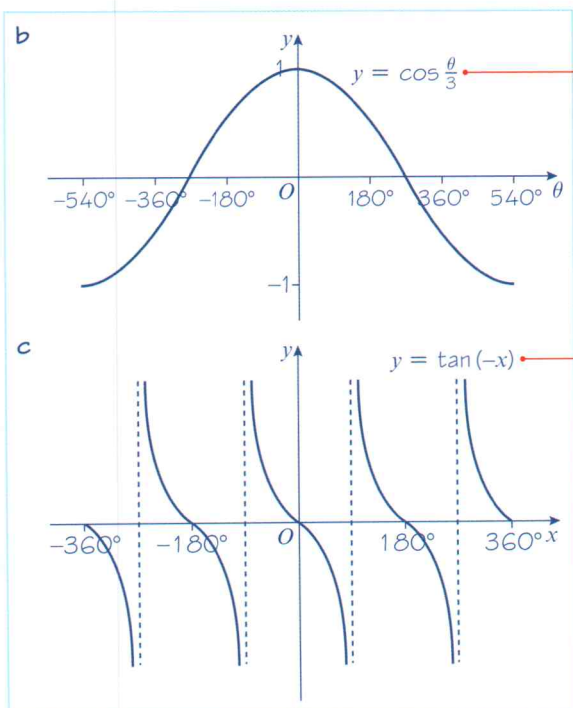 b
y
1
y = cos θ/3
-540° -360° -180° O 180° 360° 540° θ
-1
c
y
y = tan (-x)
-360° -180° O 180° 360° x